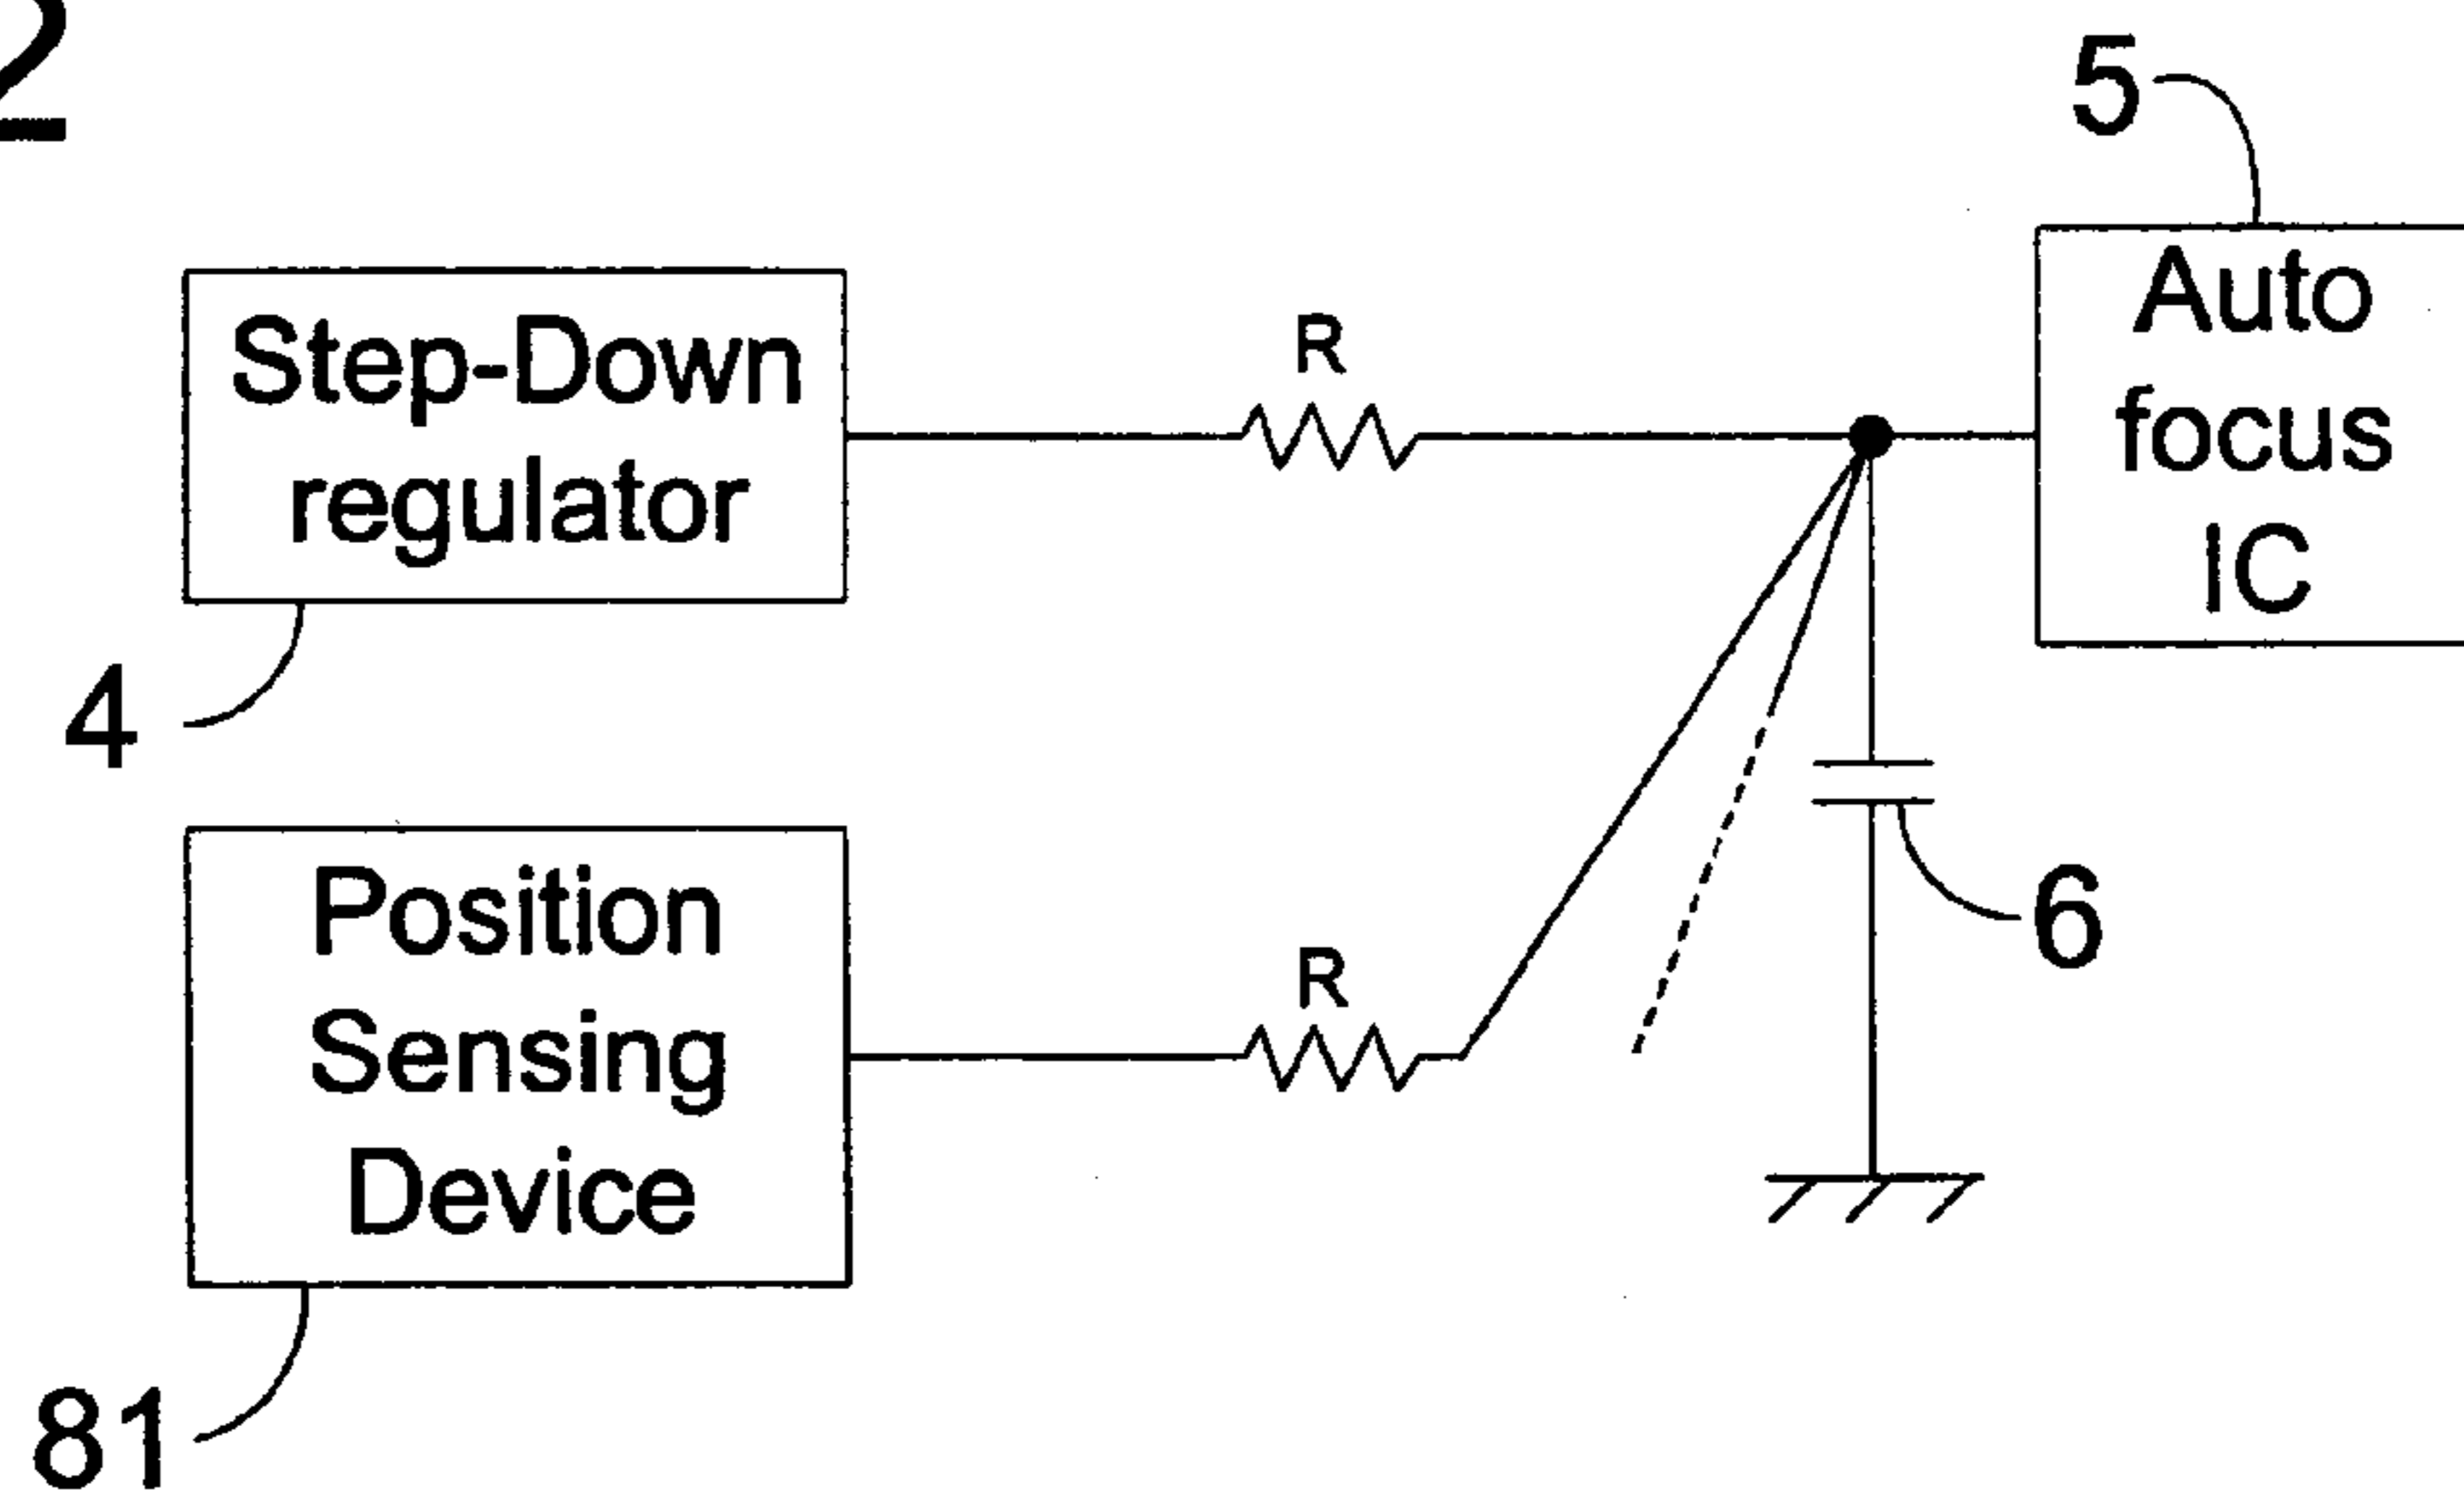 2
5
Step-Down
regulator
R
Auto
focus
IC
4
Position
Sensing
Device
R
6
81